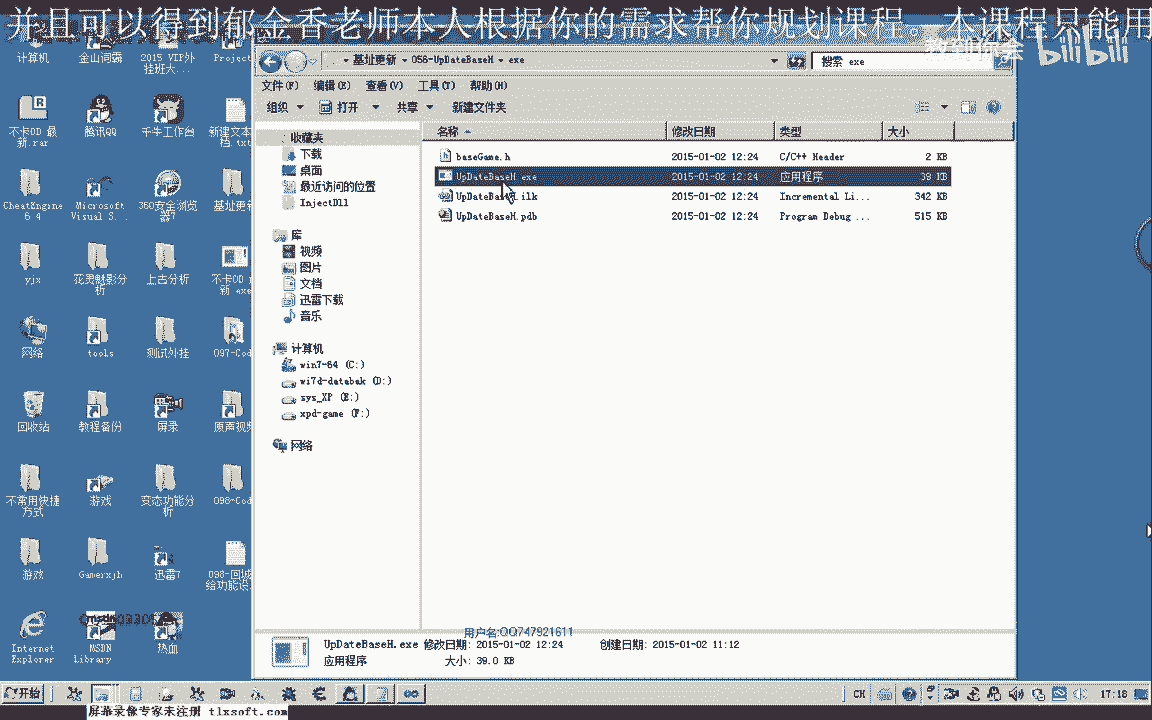 并且可以得到郁金香老师本人根据你的需求帮你规划课程。本课程只能用
教到你会 bilibili
基址更新 058-UpDateBaseH exe
搜索 exe
文件(F) 编辑(E) 查看(V) 工具(T) 帮助(H)
组织 打开 共享 新建文件夹
名称 修改日期 类型 大小
baseGame.h 2015-01-02 12:24 C/C++ Header 2 KB
UpDateBaseH.exe 2015-01-02 12:24 应用程序 39 KB
UpDateBaseH.ilk 2015-01-02 12:24 Incremental Li... 342 KB
UpDateBaseH.pdb 2015-01-02 12:24 Program Debug ... 515 KB
收藏夹
下载
桌面
最近访问的位置
InjectDll
库
视频
图片
文档
迅雷下载
音乐
计算机
win7-64 (C:)
wi7d-databak (D:)
sys_XP (E:)
xpd-game (F:)
网络
计算机 金山词霸 2015 VIP外挂班大... Project
不卡OD 最新.rar 腾讯QQ 千牛工作台 新建文本文档.txt
CheatEngine 6 4 Microsoft Visual S... 360安全浏览器7 基址更新
yjx 花灵魅影分析 上古分析
网络 tools 测试外挂 097-Cod
回收站 教程备份 屏录 原声视频
不常用快捷方式 游戏 变态功能分析 098-Cod
游戏 Gamerxjh 迅雷7
Internet Explorer MSDN Library 热血
用户名:QQ747921611
UpDateBaseH.exe 修改日期: 2015-01-02 12:24 创建日期: 2015-01-02 11:12
应用程序 大小: 39.0 KB
开始 CH 17:18
屏幕录像专家未注册 tlxsoft.com